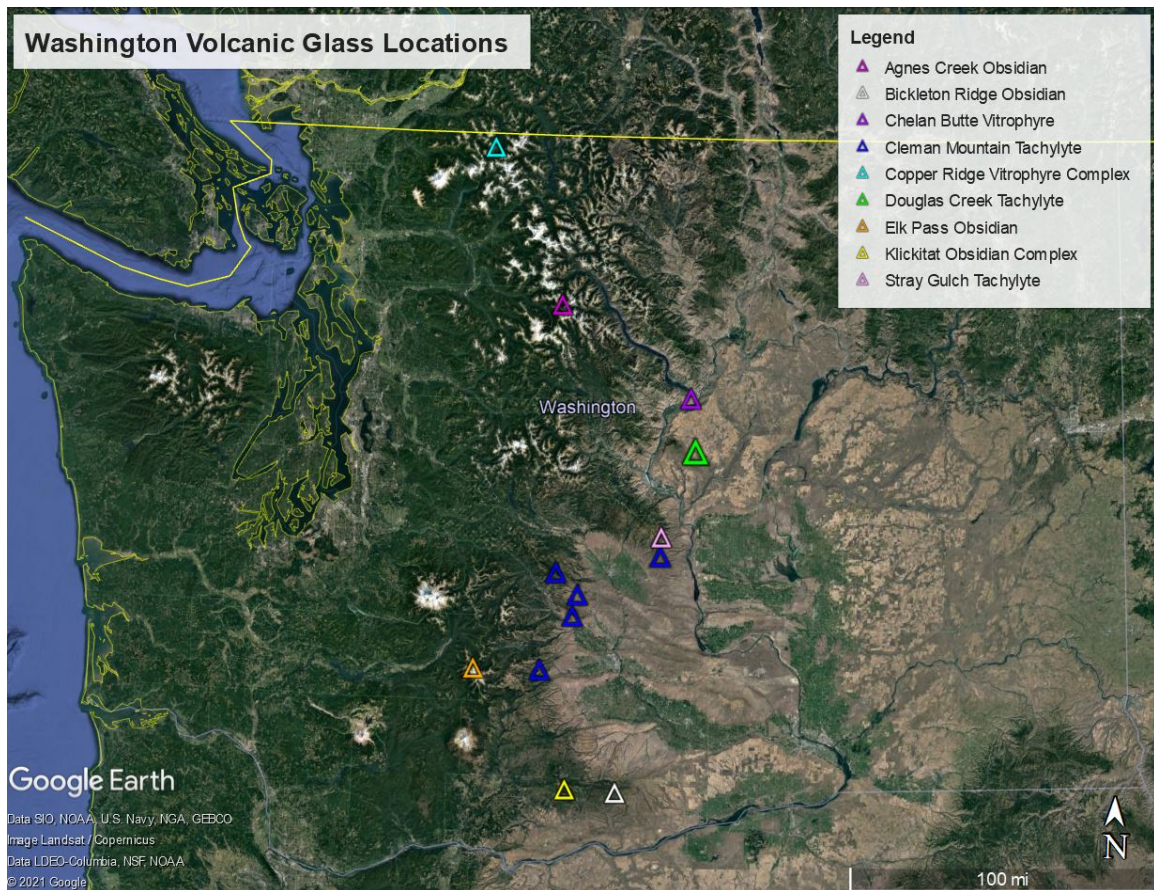 Washington Volcanic Glass Locations
Legend
Agnes Creek Obsidian
Bickleton Ridge Obsidian
Chelan Butte Vitrophyre
Cleman Mountain Tachylyte
Copper Ridge Vitrophyre Complex
Douglas Creek Tachylyte
Elk Pass Obsidian
Klickitat Obsidian Complex
Stray Gulch Tachylyte
Washington
Google Earth
Data SIO, NOAA, U.S. Navy, NGA, GEBCO
Image Landsat / Copernicus
Data LDEO-Columbia, NSF, NOAA
© 2021 Google
N
100 mi